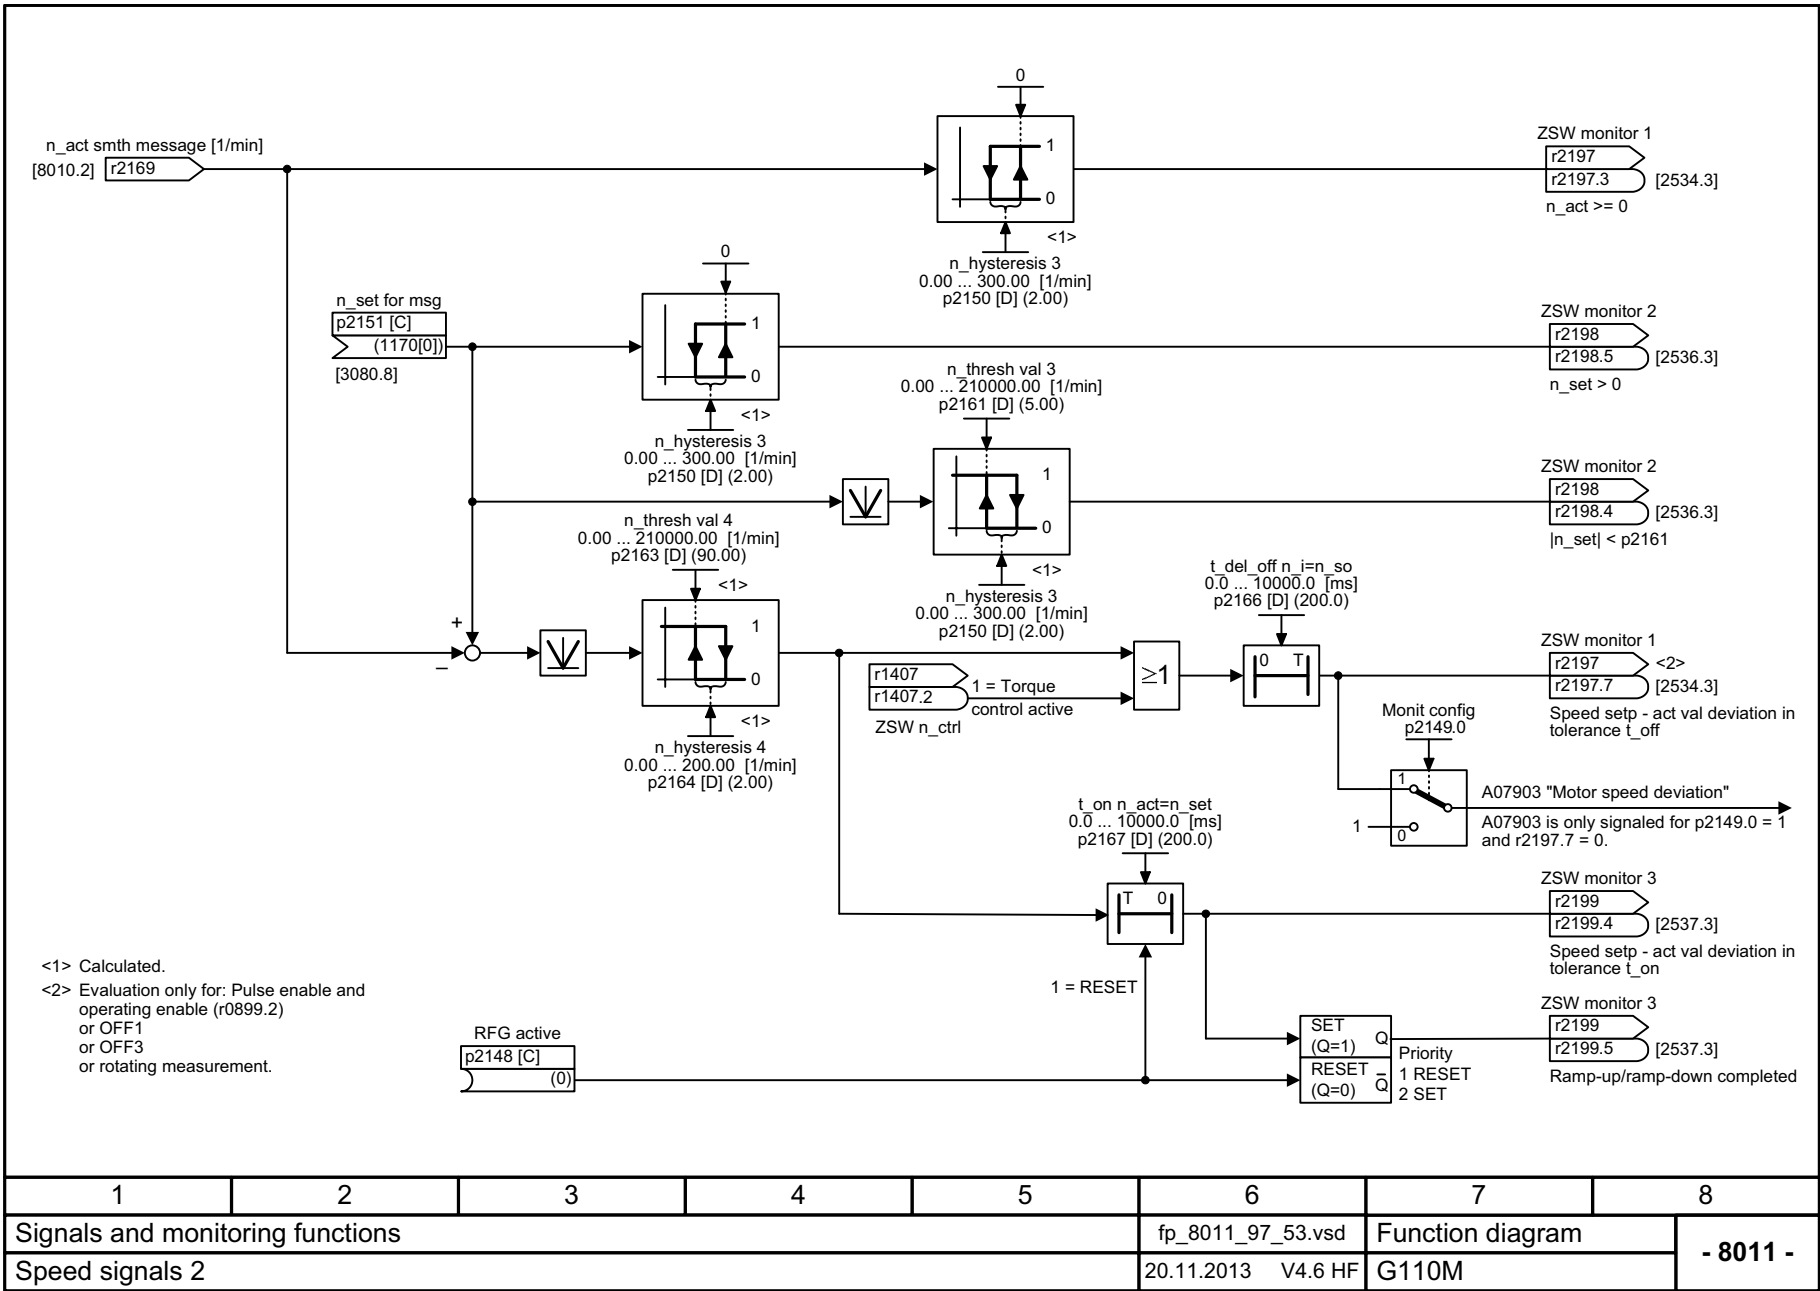 0
n_act smth message [1/min]
[8010.2] r2169
1
0
<1>
n_hysteresis 3
0.00 ... 300.00 [1/min]
p2150 [D] (2.00)
ZSW monitor 1
r2197
r2197.3 [2534.3]
n_act >= 0
0
n_set for msg
p2151 [C]
(1170[0])
[3080.8]
1
0
<1>
n_hysteresis 3
0.00 ... 300.00 [1/min]
p2150 [D] (2.00)
ZSW monitor 2
r2198
r2198.5 [2536.3]
n_set > 0
n_thresh val 3
0.00 ... 210000.00 [1/min]
p2161 [D] (5.00)
1
0
<1>
n_hysteresis 3
0.00 ... 300.00 [1/min]
p2150 [D] (2.00)
ZSW monitor 2
r2198
r2198.4 [2536.3]
|n_set| < p2161
n_thresh val 4
0.00 ... 210000.00 [1/min]
p2163 [D] (90.00)
<1>
+
–
1
0
<1>
n_hysteresis 4
0.00 ... 200.00 [1/min]
p2164 [D] (2.00)
r1407
r1407.2
1 = Torque
control active
ZSW n_ctrl
≥1
t_del_off n_i=n_so
0.0 ... 10000.0 [ms]
p2166 [D] (200.0)
0 T
ZSW monitor 1
r2197 <2>
r2197.7 [2534.3]
Speed setp - act val deviation in
tolerance t_off
Monit config
p2149.0
1
1
0
A07903 "Motor speed deviation"
A07903 is only signaled for p2149.0 = 1
and r2197.7 = 0.
t_on n_act=n_set
0.0 ... 10000.0 [ms]
p2167 [D] (200.0)
T 0
1 = RESET
ZSW monitor 3
r2199
r2199.4 [2537.3]
Speed setp - act val deviation in
tolerance t_on
<1> Calculated.
<2> Evaluation only for: Pulse enable and
operating enable (r0899.2)
or OFF1
or OFF3
or rotating measurement.
RFG active
p2148 [C]
(0)
SET
(Q=1) Q
RESET
(Q=0) Q̅
Priority
1 RESET
2 SET
ZSW monitor 3
r2199
r2199.5 [2537.3]
Ramp-up/ramp-down completed
1 2 3 4 5 6 7 8
Signals and monitoring functions fp_8011_97_53.vsd Function diagram
- 8011 -
Speed signals 2 20.11.2013 V4.6 HF G110M